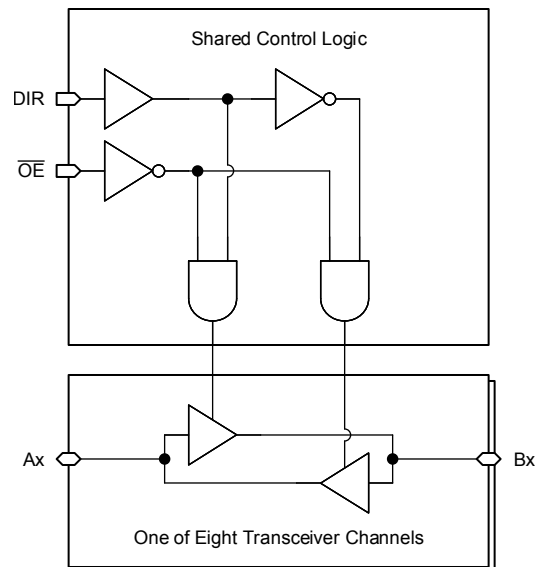 Shared Control Logic
DIR
OE
Ax
Bx
One of Eight Transceiver Channels